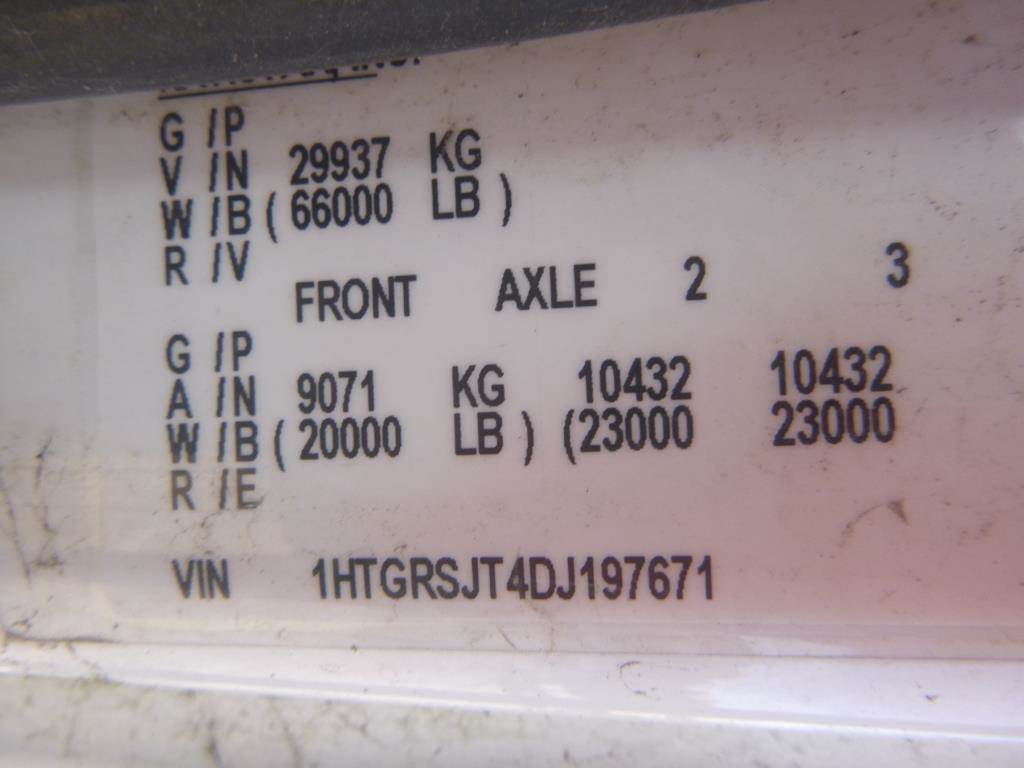 G /P
V /N 29937 KG
W /B ( 66000 LB )
R /V
FRONT AXLE 2 3
G /P
A /N 9071 KG 10432 10432
W /B ( 20000 LB ) (23000 23000
R /E
VIN 1HTGRSJT4DJ197671